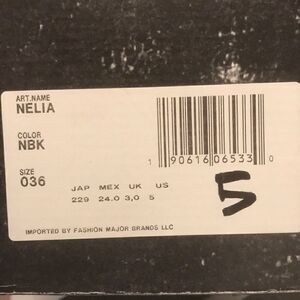 ART.NAME
NELIA
COLOR
NBK
SIZE
036
1 90616 06533 0
JAP MEX UK US
229 24.0 3,0 5
5
IMPORTED BY FASHION MAJOR BRANDS LLC